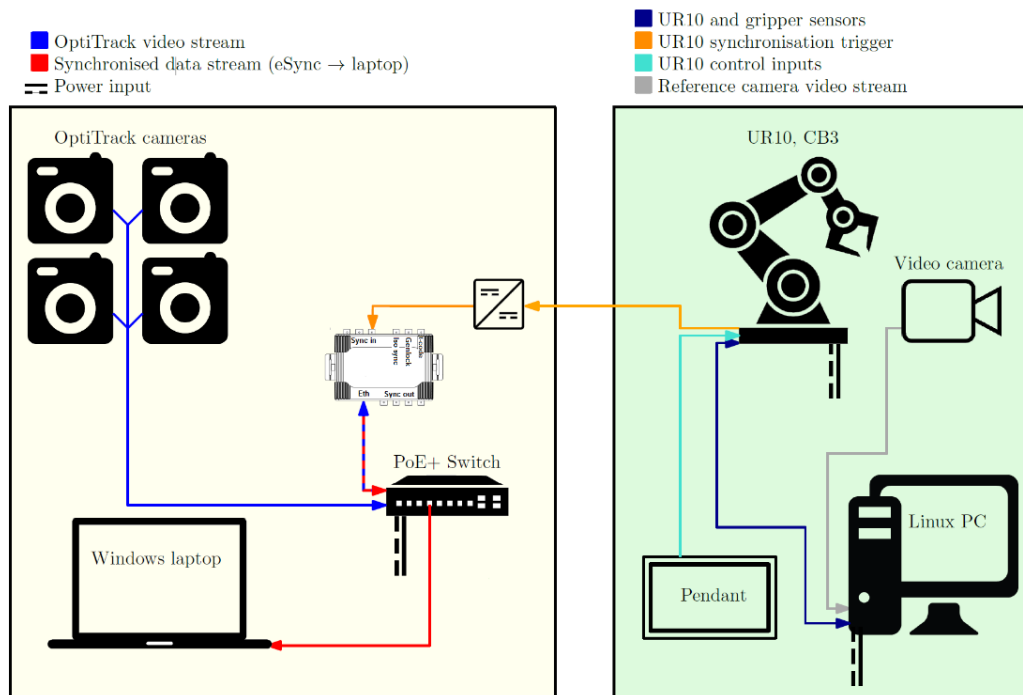 OptiTrack video stream
Synchronised data stream (eSync → laptop)
Power input
UR10 and gripper sensors
UR10 synchronisation trigger
UR10 control inputs
Reference camera video stream
OptiTrack cameras
UR10, CB3
Video camera
Sync in
Genlock
Eth
Sync out
PoE+ Switch
Windows laptop
Linux PC
Pendant